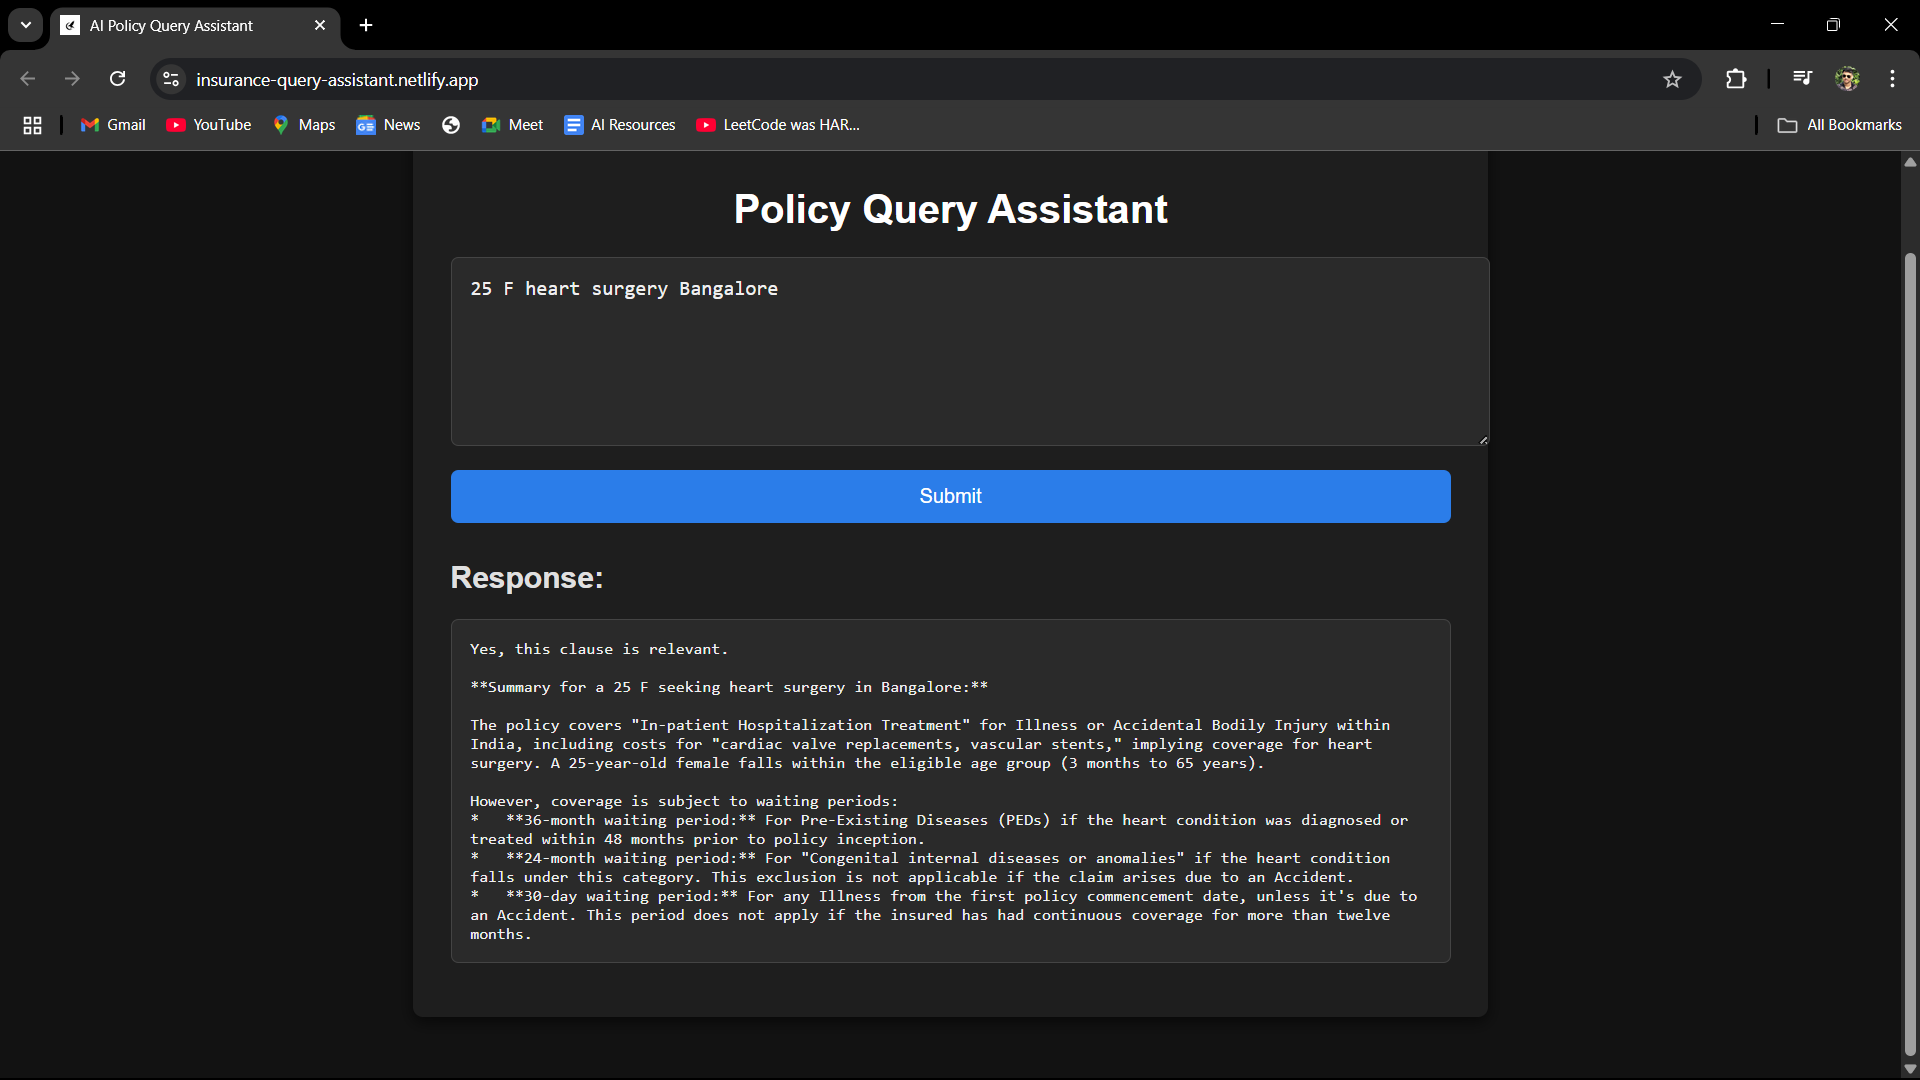 AI Policy Query Assistant
insurance-query-assistant.netlify.app
Gmail YouTube Maps News Meet AI Resources LeetCode was HAR... All Bookmarks
Policy Query Assistant
25 F heart surgery Bangalore
Submit
Response:
Yes, this clause is relevant.
**Summary for a 25 F seeking heart surgery in Bangalore:**
The policy covers "In-patient Hospitalization Treatment" for Illness or Accidental Bodily Injury within
India, including costs for "cardiac valve replacements, vascular stents," implying coverage for heart
surgery. A 25-year-old female falls within the eligible age group (3 months to 65 years).
However, coverage is subject to waiting periods:
*   **36-month waiting period:** For Pre-Existing Diseases (PEDs) if the heart condition was diagnosed or
treated within 48 months prior to policy inception.
*   **24-month waiting period:** For "Congenital internal diseases or anomalies" if the heart condition
falls under this category. This exclusion is not applicable if the claim arises due to an Accident.
*   **30-day waiting period:** For any Illness from the first policy commencement date, unless it's due to
an Accident. This period does not apply if the insured has had continuous coverage for more than twelve
months.